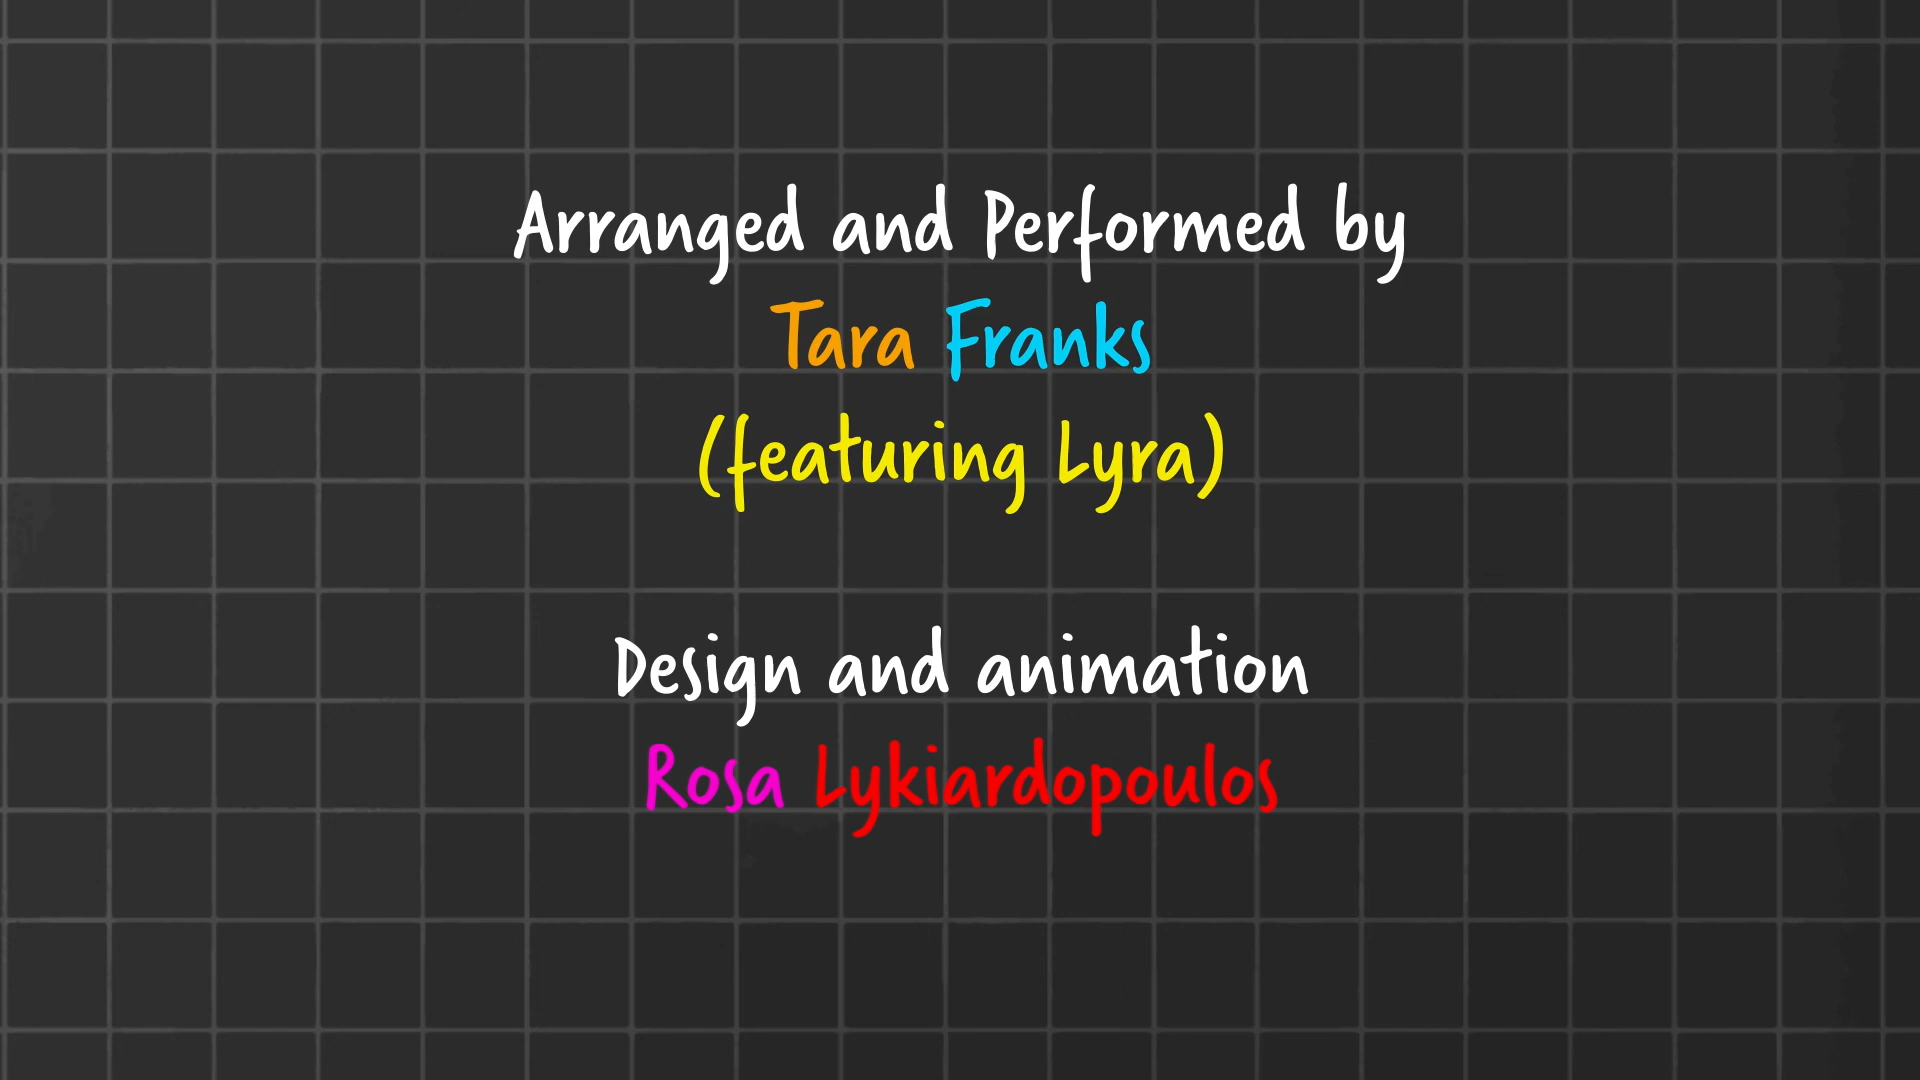 Arranged and Performed by
Tara Franks
(featuring Lyra)
Design and animation
Rosa Lykiardopoulos